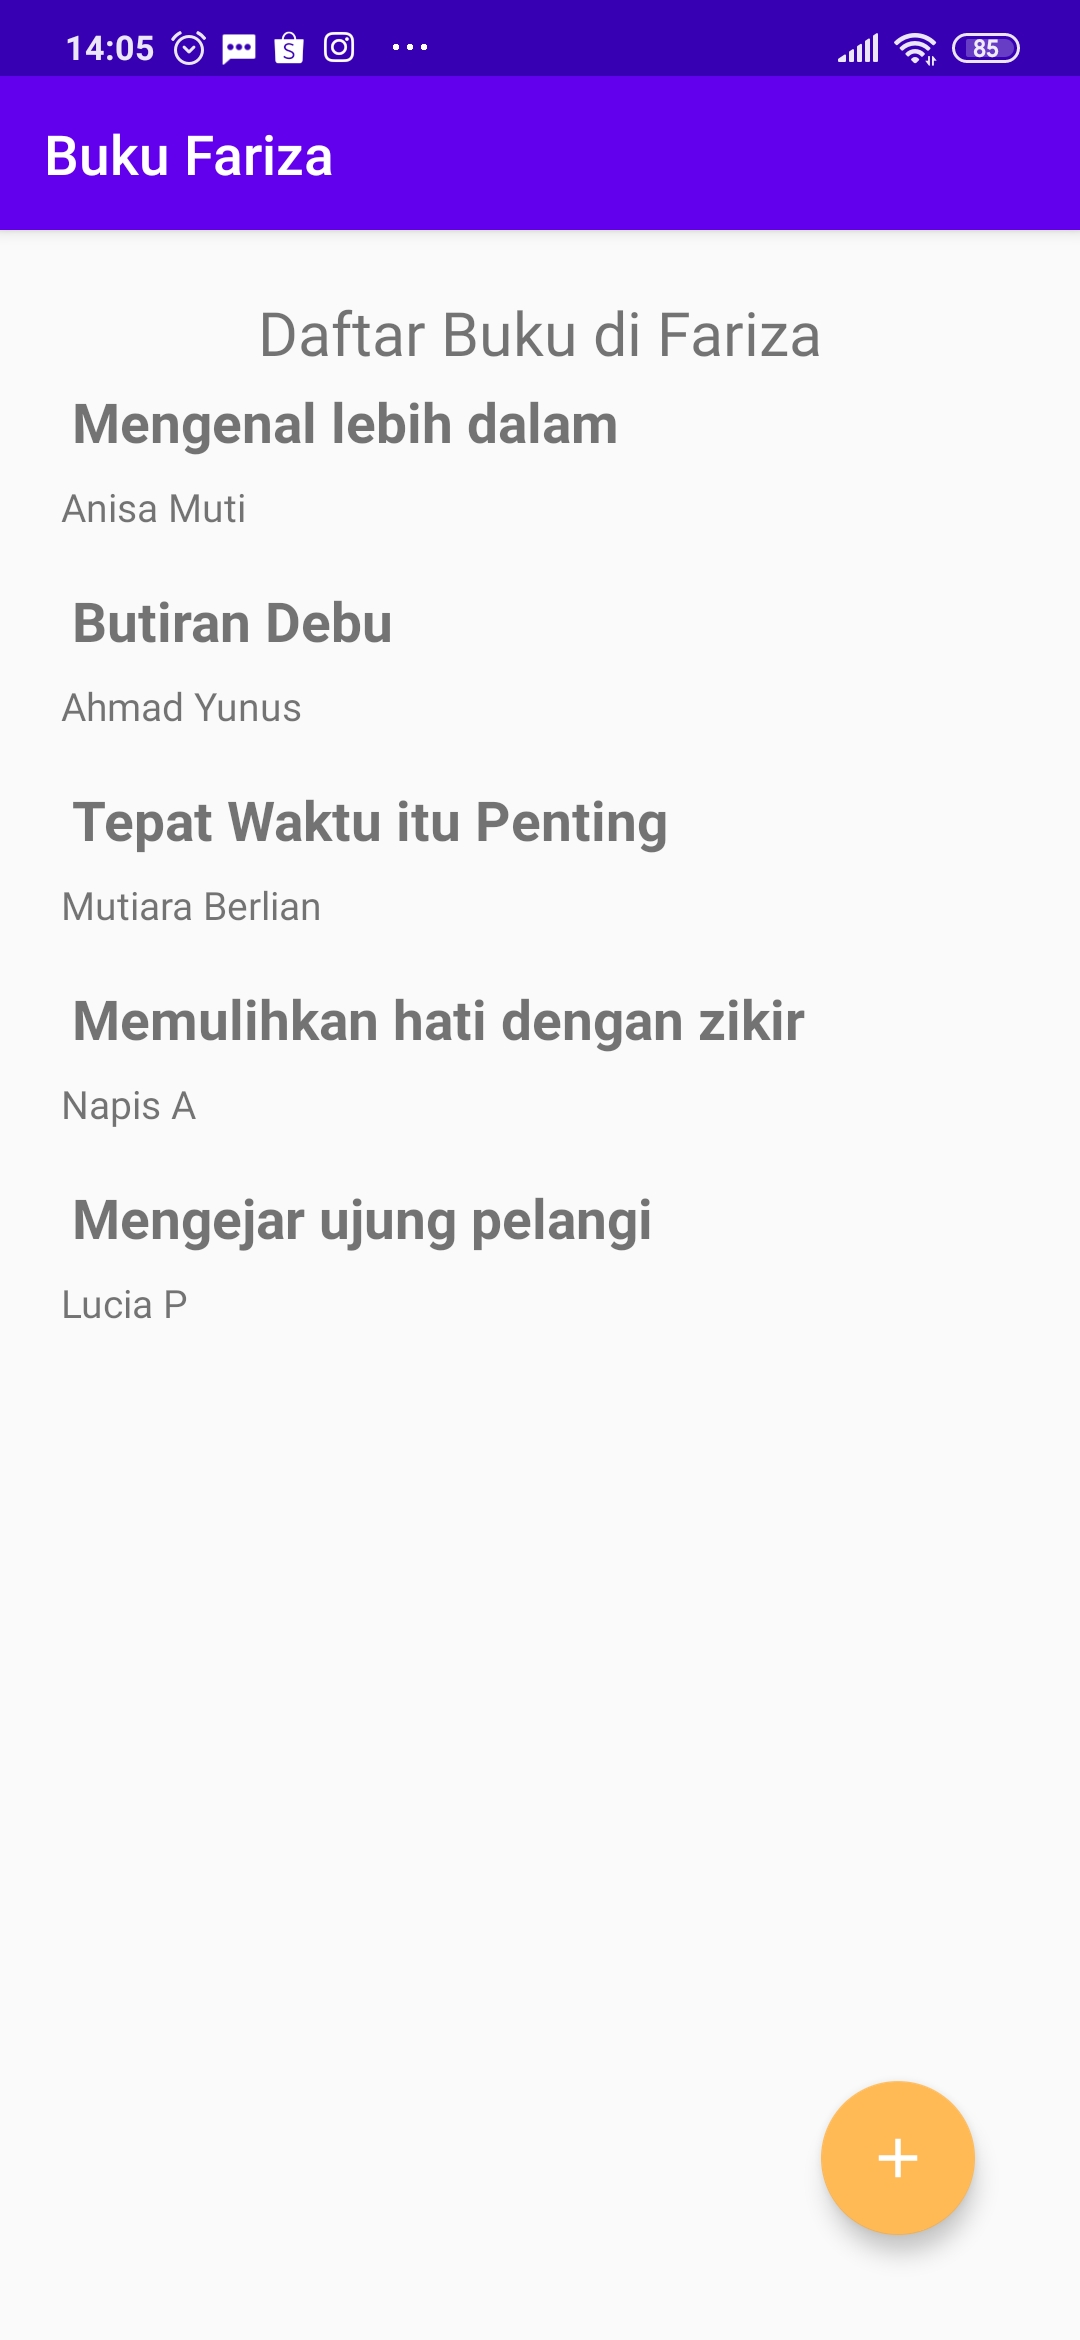 14:05
85
Buku Fariza
Daftar Buku di Fariza
Mengenal lebih dalam
Anisa Muti
Butiran Debu
Ahmad Yunus
Tepat Waktu itu Penting
Mutiara Berlian
Memulihkan hati dengan zikir
Napis A
Mengejar ujung pelangi
Lucia P